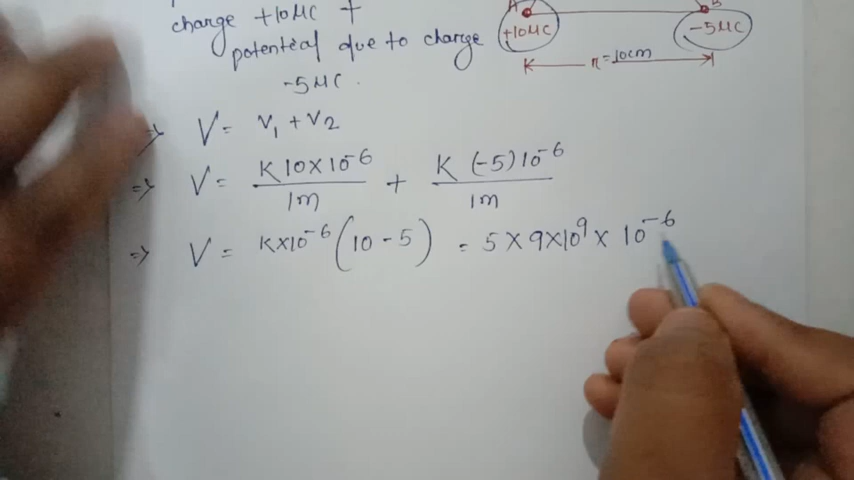 charge +10μC +
potential due to charge
-5μC.
A
B
+10μC
-5μC
r=10cm
⇒ V = V₁ + V₂
⇒ V = K10×10⁻⁶/1m + K(-5)10⁻⁶/1m
⇒ V = K×10⁻⁶(10-5) = 5×9×10⁹×10⁻⁶